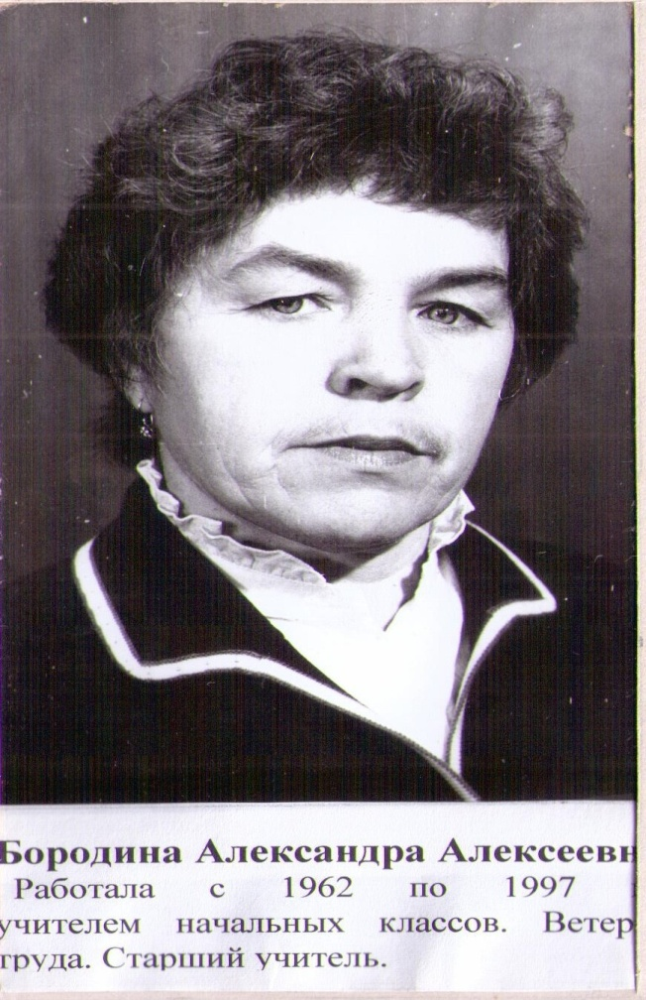 Бородина Александра Алексеевн
Работала с 1962 по 1997
учителем начальных классов. Ветер
труда. Старший учитель.